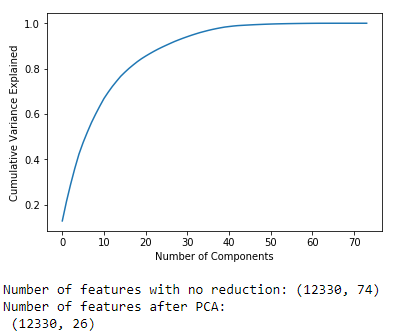 1.0
0.8
0.6
0.4
0.2
Cumulative Variance Explained
0 10 20 30 40 50 60 70
Number of Components
Number of features with no reduction: (12330, 74)
Number of features after PCA:
(12330, 26)